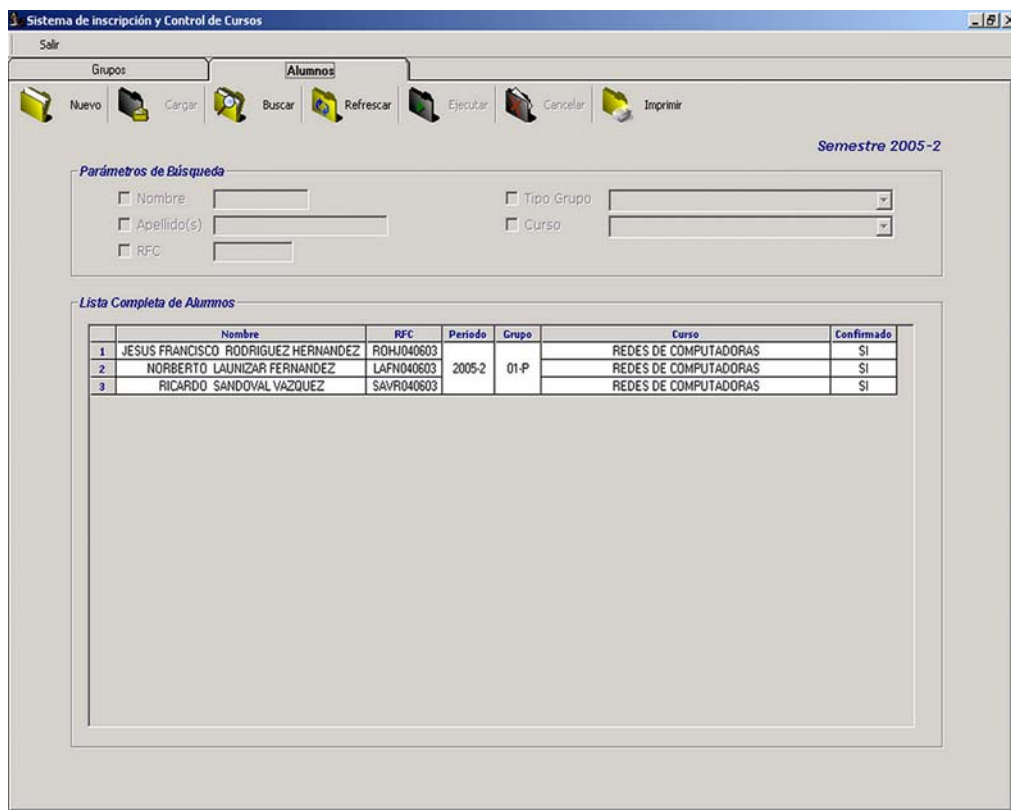 Sistema de inscripción y Control de Cursos
Salir
Grupos Alumnos
Nuevo Cargar Buscar Refrescar Ejecutar Cancelar Imprimir
Semestre 2005-2
Parámetros de Búsqueda
Nombre Tipo Grupo
Apellido(s) Curso
RFC
Lista Completa de Alumnos
Nombre RFC Periodo Grupo Curso Confirmado
1 JESUS FRANCISCO RODRIGUEZ HERNANDEZ ROHJ040603 REDES DE COMPUTADORAS SI
2 NORBERTO LAUNIZAR FERNANDEZ LAFN040603 2005-2 01-P REDES DE COMPUTADORAS SI
3 RICARDO SANDOVAL VAZQUEZ SAVR040603 REDES DE COMPUTADORAS SI